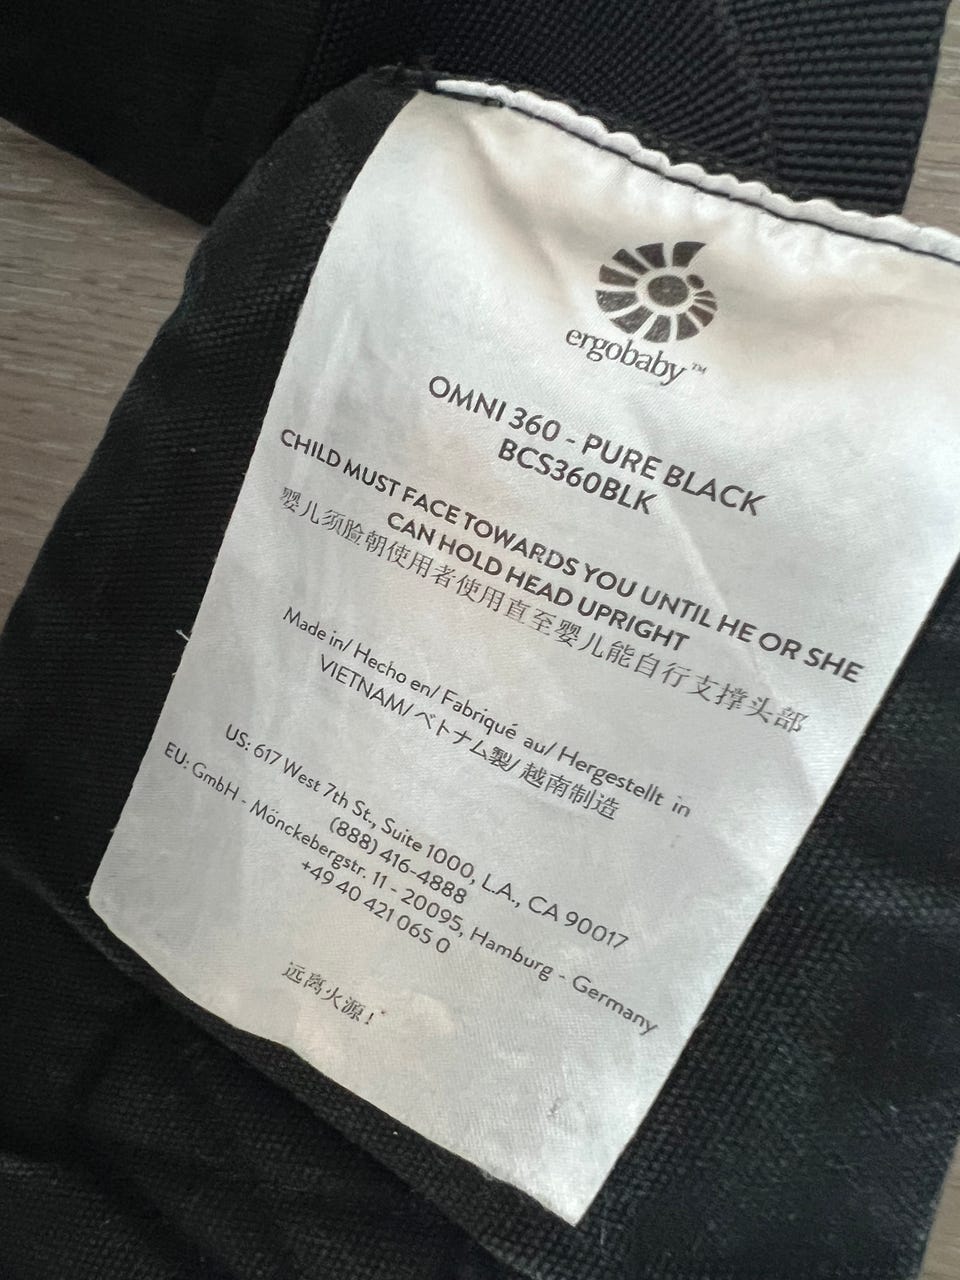 ergobaby™
OMNI 360 - PURE BLACK
BCS360BLK
CHILD MUST FACE TOWARDS YOU UNTIL HE OR SHE
CAN HOLD HEAD UPRIGHT
婴儿须脸朝使用者使用直至婴儿能自行支撑头部
Made in/ Hecho en/ Fabriqué au/ Hergestellt in
VIETNAM/ ベトナム製/ 越南制造
US: 617 West 7th St., Suite 1000, L.A., CA 90017
(888) 416-4888
EU: GmbH - Mönckebergstr. 11 - 20095, Hamburg - Germany
+49 40 421 065 0
远离火源!